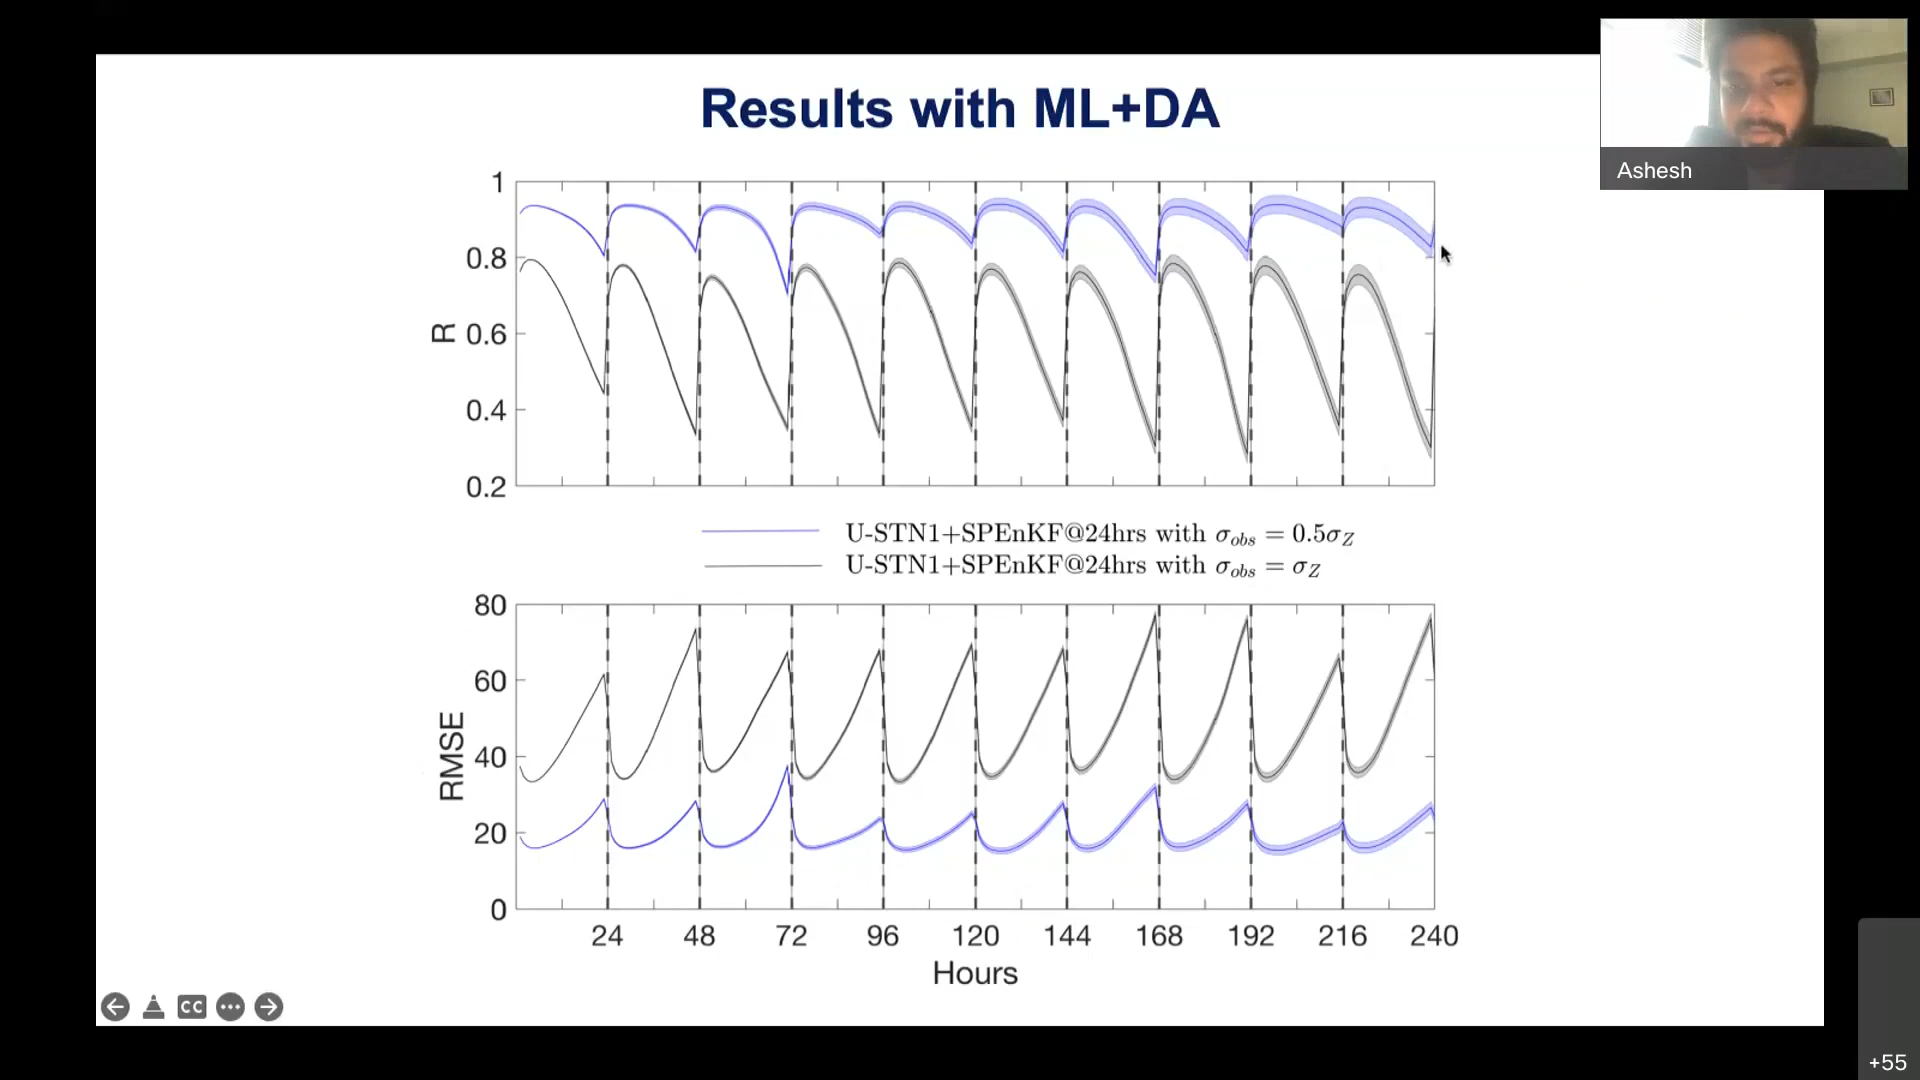 Results with ML+DA
Ashesh
1
0.8
R
0.6
0.4
0.2
U-STN1+SPEnKF@24hrs with σobs = 0.5σZ
U-STN1+SPEnKF@24hrs with σobs = σZ
80
60
RMSE
40
20
0
24 48 72 96 120 144 168 192 216 240
Hours
CC
+55